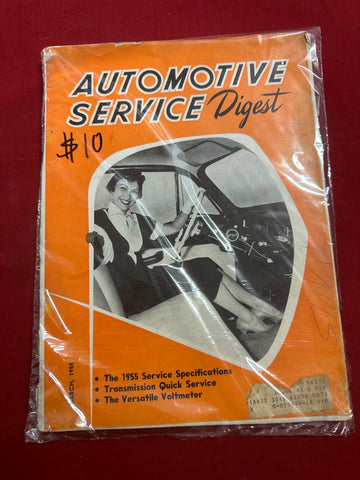 AUTOMOTIVE
SERVICE Digest
$10
• The 1955 Service Specifications
• Transmission Quick Service
• The Versatile Voltmeter
MARCH, 1955